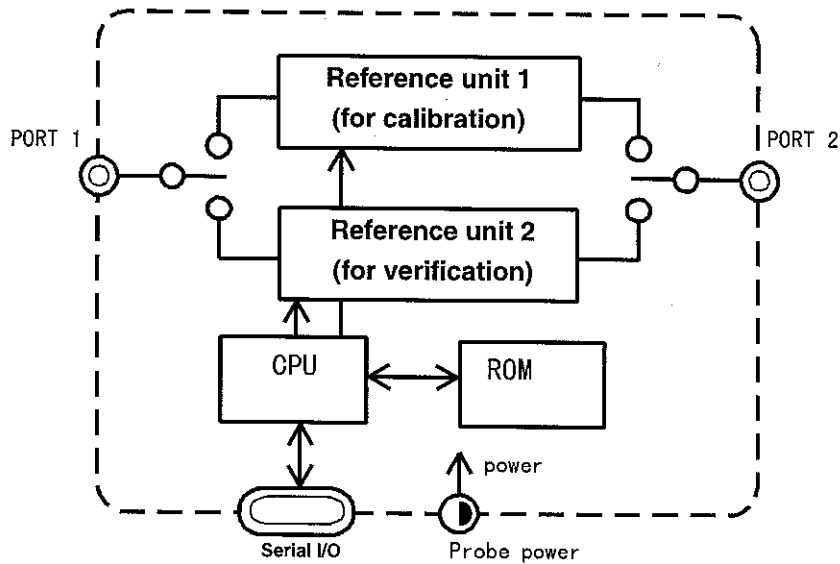 Reference unit 1
(for calibration)
PORT 1
PORT 2
Reference unit 2
(for verification)
CPU
ROM
power
Serial I/O
Probe power